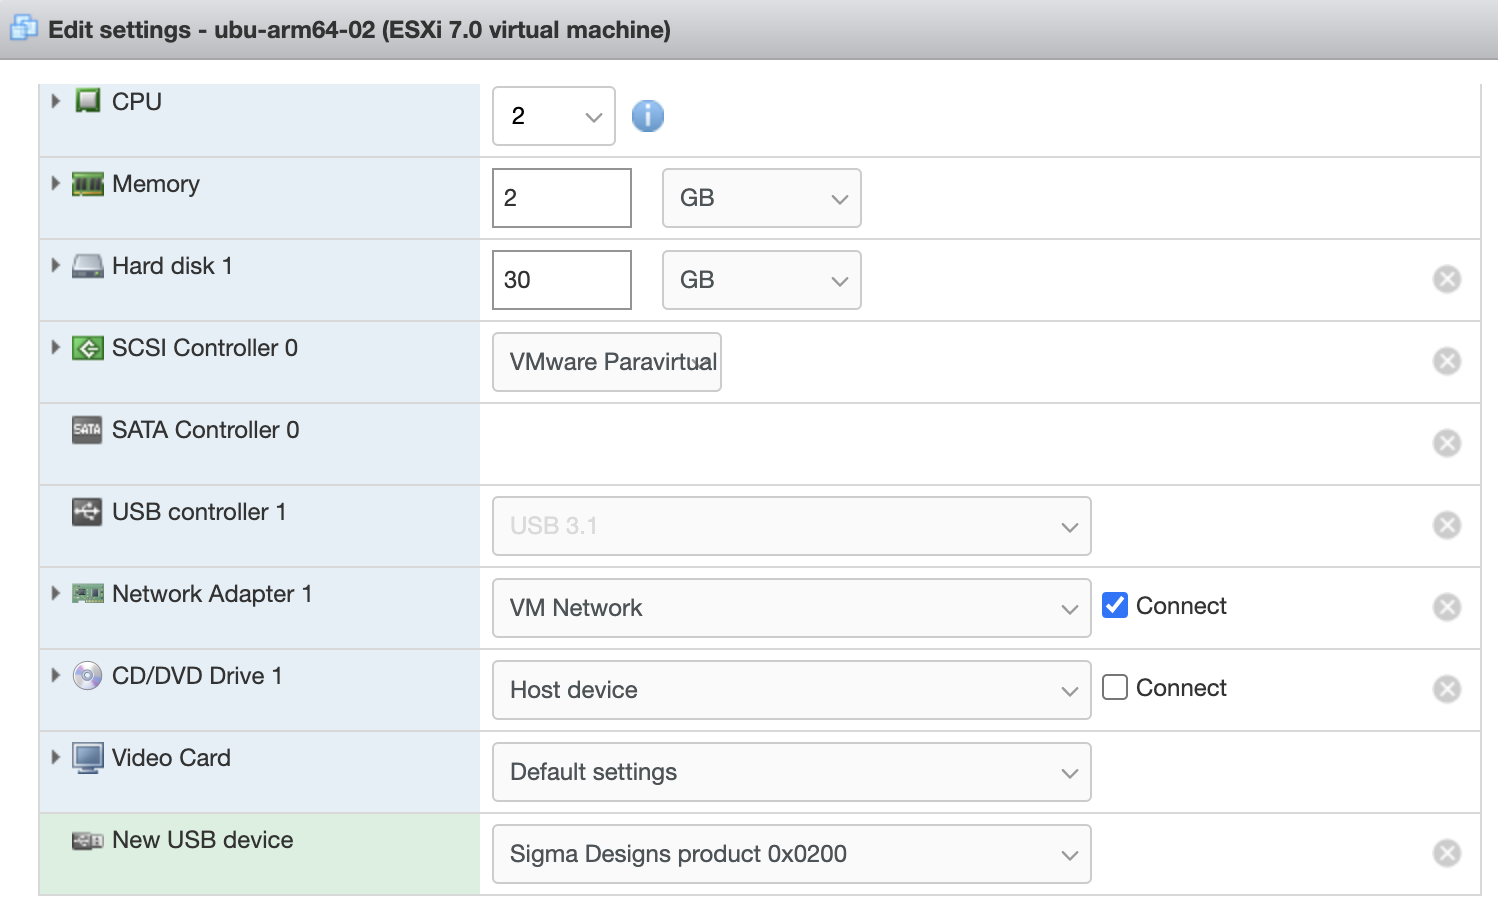 Edit settings - ubu-arm64-02 (ESXi 7.0 virtual machine)
CPU
2
Memory
2 GB
Hard disk 1
30 GB
SCSI Controller 0
VMware Paravirtual
SATA
SATA Controller 0
USB controller 1
USB 3.1
Network Adapter 1
VM Network
Connect
CD/DVD Drive 1
Host device
Connect
Video Card
Default settings
New USB device
Sigma Designs product 0x0200